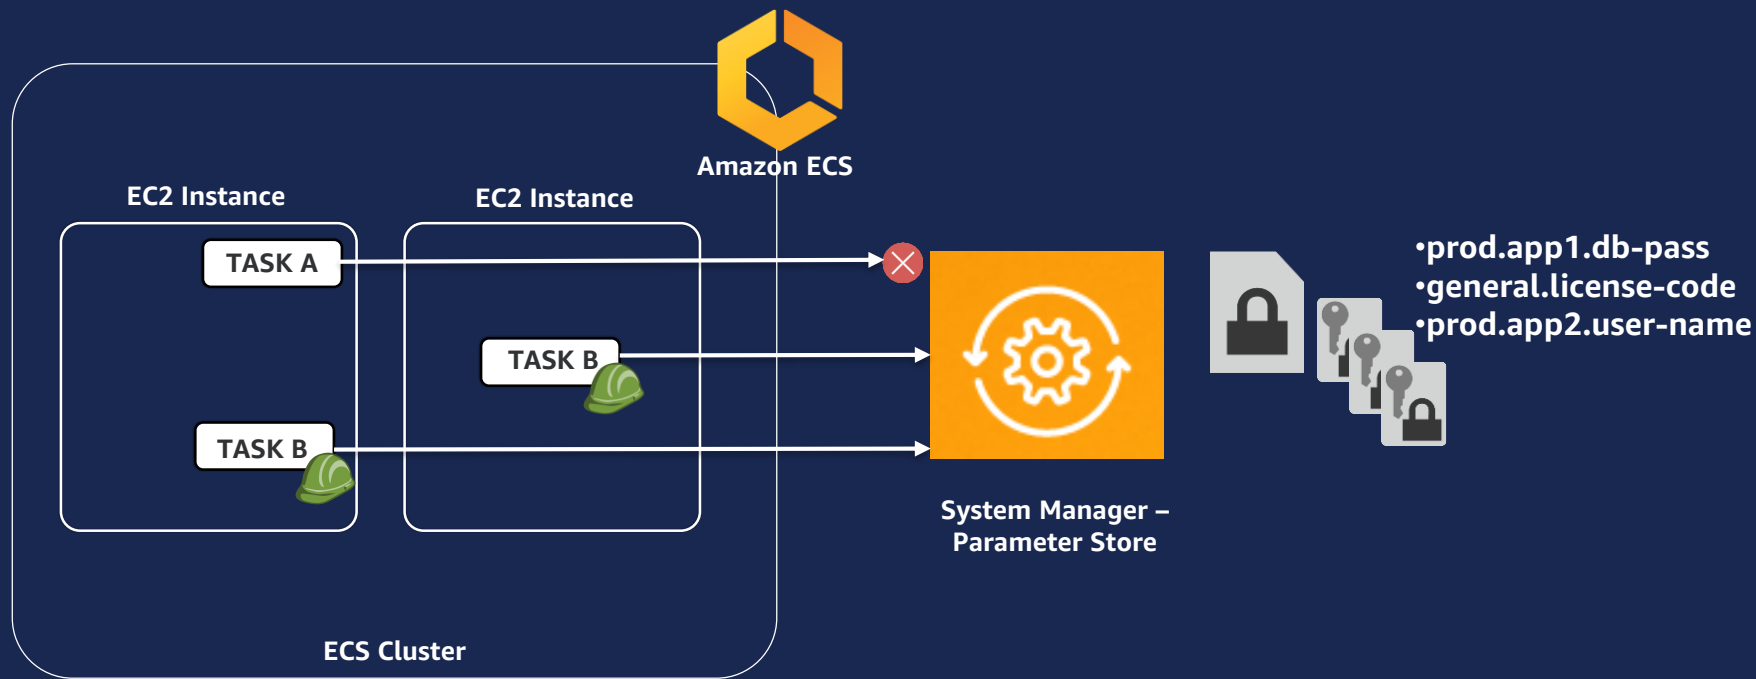 Amazon ECS
EC2 Instance
EC2 Instance
TASK A
TASK B
TASK B
•prod.app1.db-pass
•general.license-code
•prod.app2.user-name
System Manager –
Parameter Store
ECS Cluster